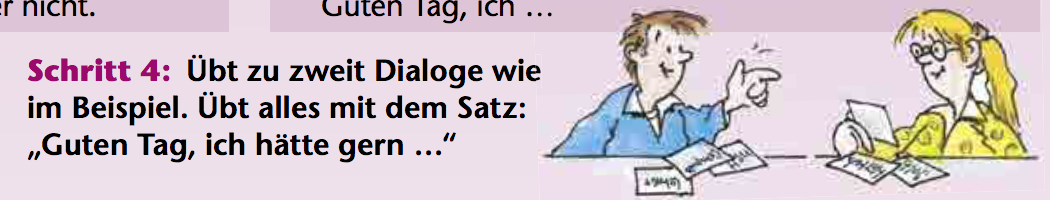 er nicht.
Guten Tag, ich …
Schritt 4: Übt zu zweit Dialoge wie
im Beispiel. Übt alles mit dem Satz:
„Guten Tag, ich hätte gern …“